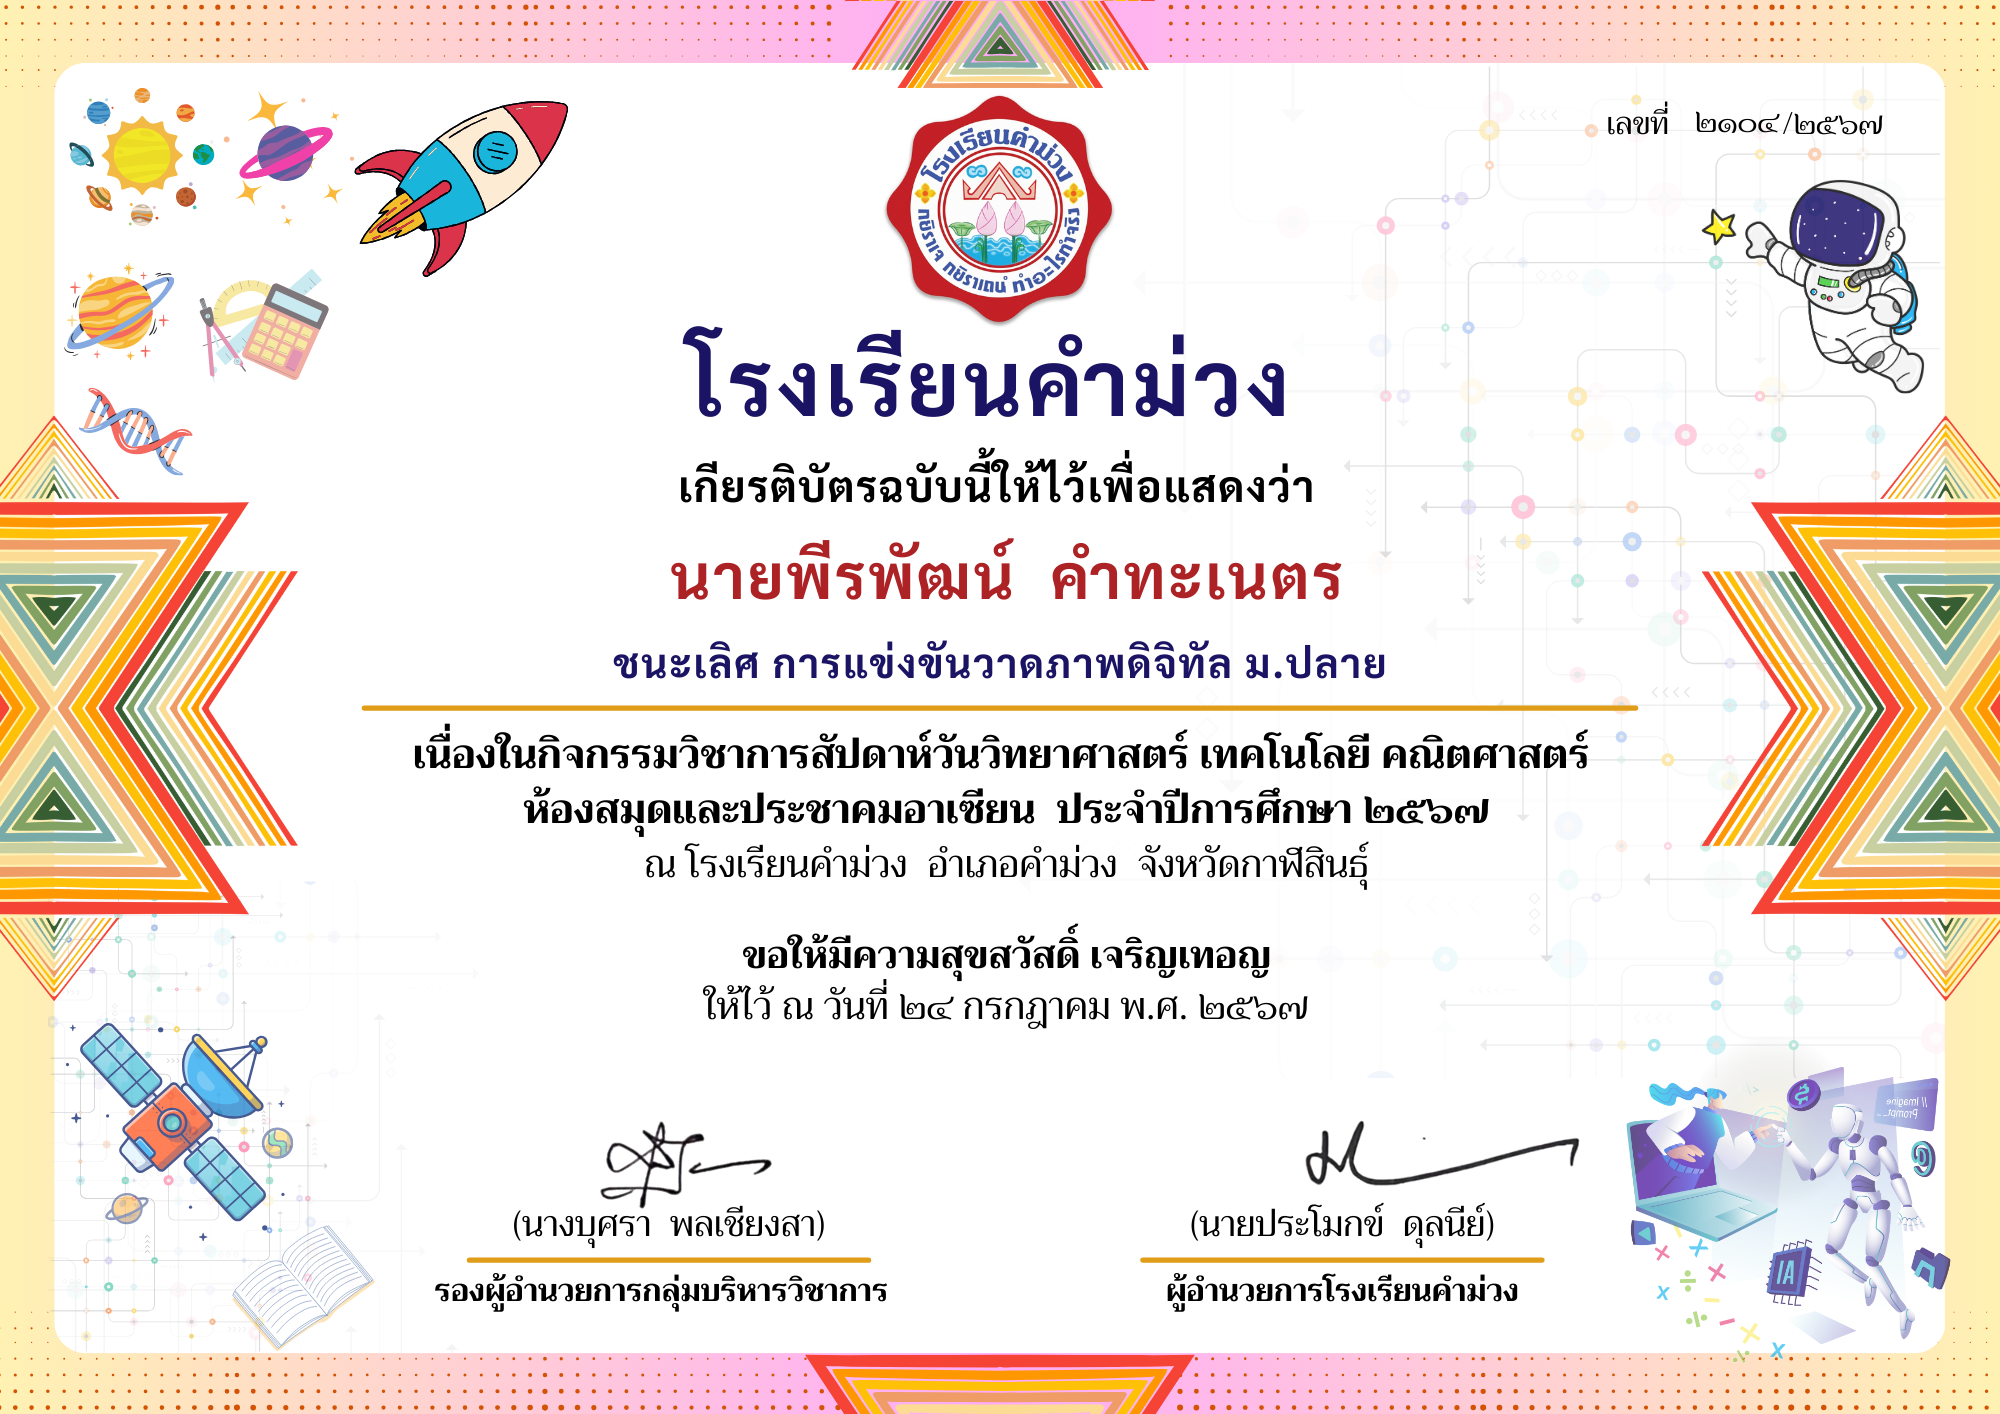 เลขที่ ๒๑๐๔/๒๕๖๗
โรงเรียนคำม่วง
โรงเรียนคำม่วง
เกียรติบัตรฉบับนี้ให้ไว้เพื่อแสดงว่า
นายพีรพัฒน์ คำทะเนตร
ชนะเลิศ การแข่งขันวาดภาพดิจิทัล ม.ปลาย
เนื่องในกิจกรรมวิชาการสัปดาห์วันวิทยาศาสตร์ เทคโนโลยี คณิตศาสตร์
ห้องสมุดและประชาคมอาเซียน ประจำปีการศึกษา ๒๕๖๗
ณ โรงเรียนคำม่วง อำเภอคำม่วง จังหวัดกาฬสินธุ์
ขอให้มีความสุขสวัสดิ์ เจริญเทอญ
ให้ไว้ ณ วันที่ ๒๔ กรกฎาคม พ.ศ. ๒๕๖๗
// Imagine
Prompt...
AI
(นางบุศรา พลเชียงสา)
(นายประโมกข์ ดุลนีย์)
รองผู้อำนวยการกลุ่มบริหารวิชาการ
ผู้อำนวยการโรงเรียนคำม่วง